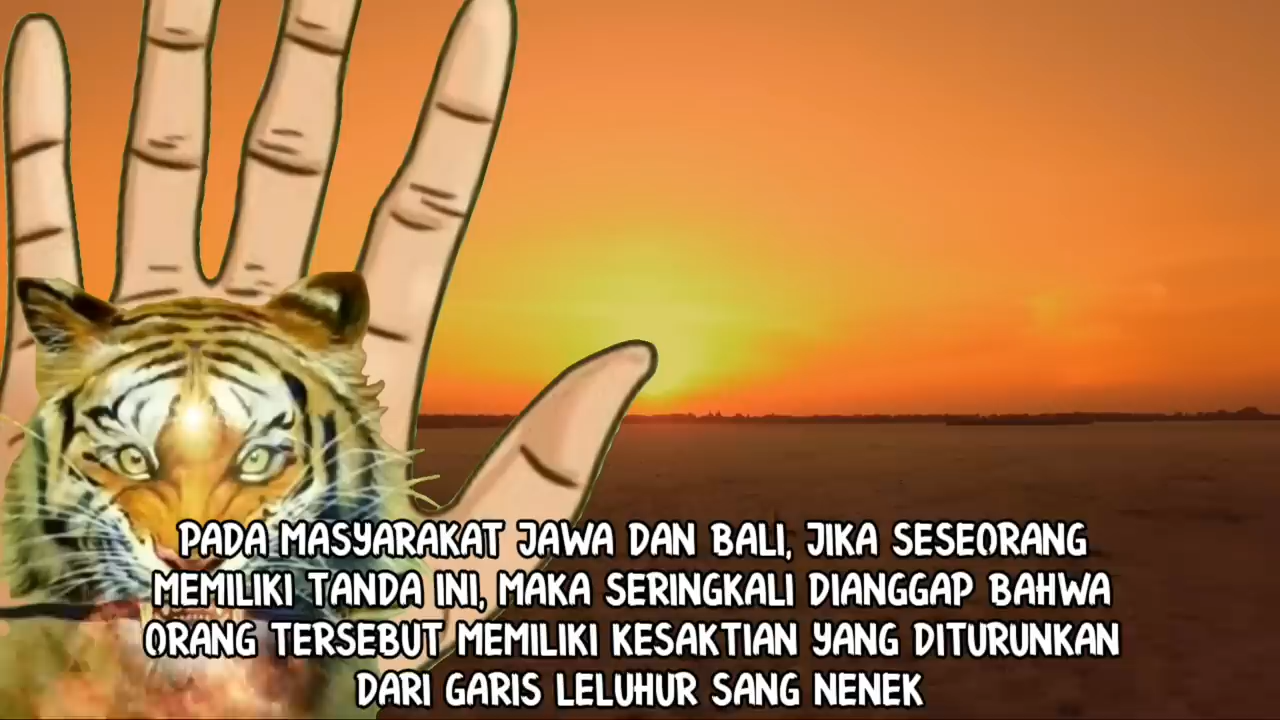 PADA MASYARAKAT JAWA DAN BALI, JIKA SESEORANG
MEMILIKI TANDA INI, MAKA SERINGKALI DIANGGAP BAHWA
ORANG TERSEBUT MEMILIKI KESAKTIAN YANG DITURUNKAN
DARI GARIS LELUHUR SANG NENEK